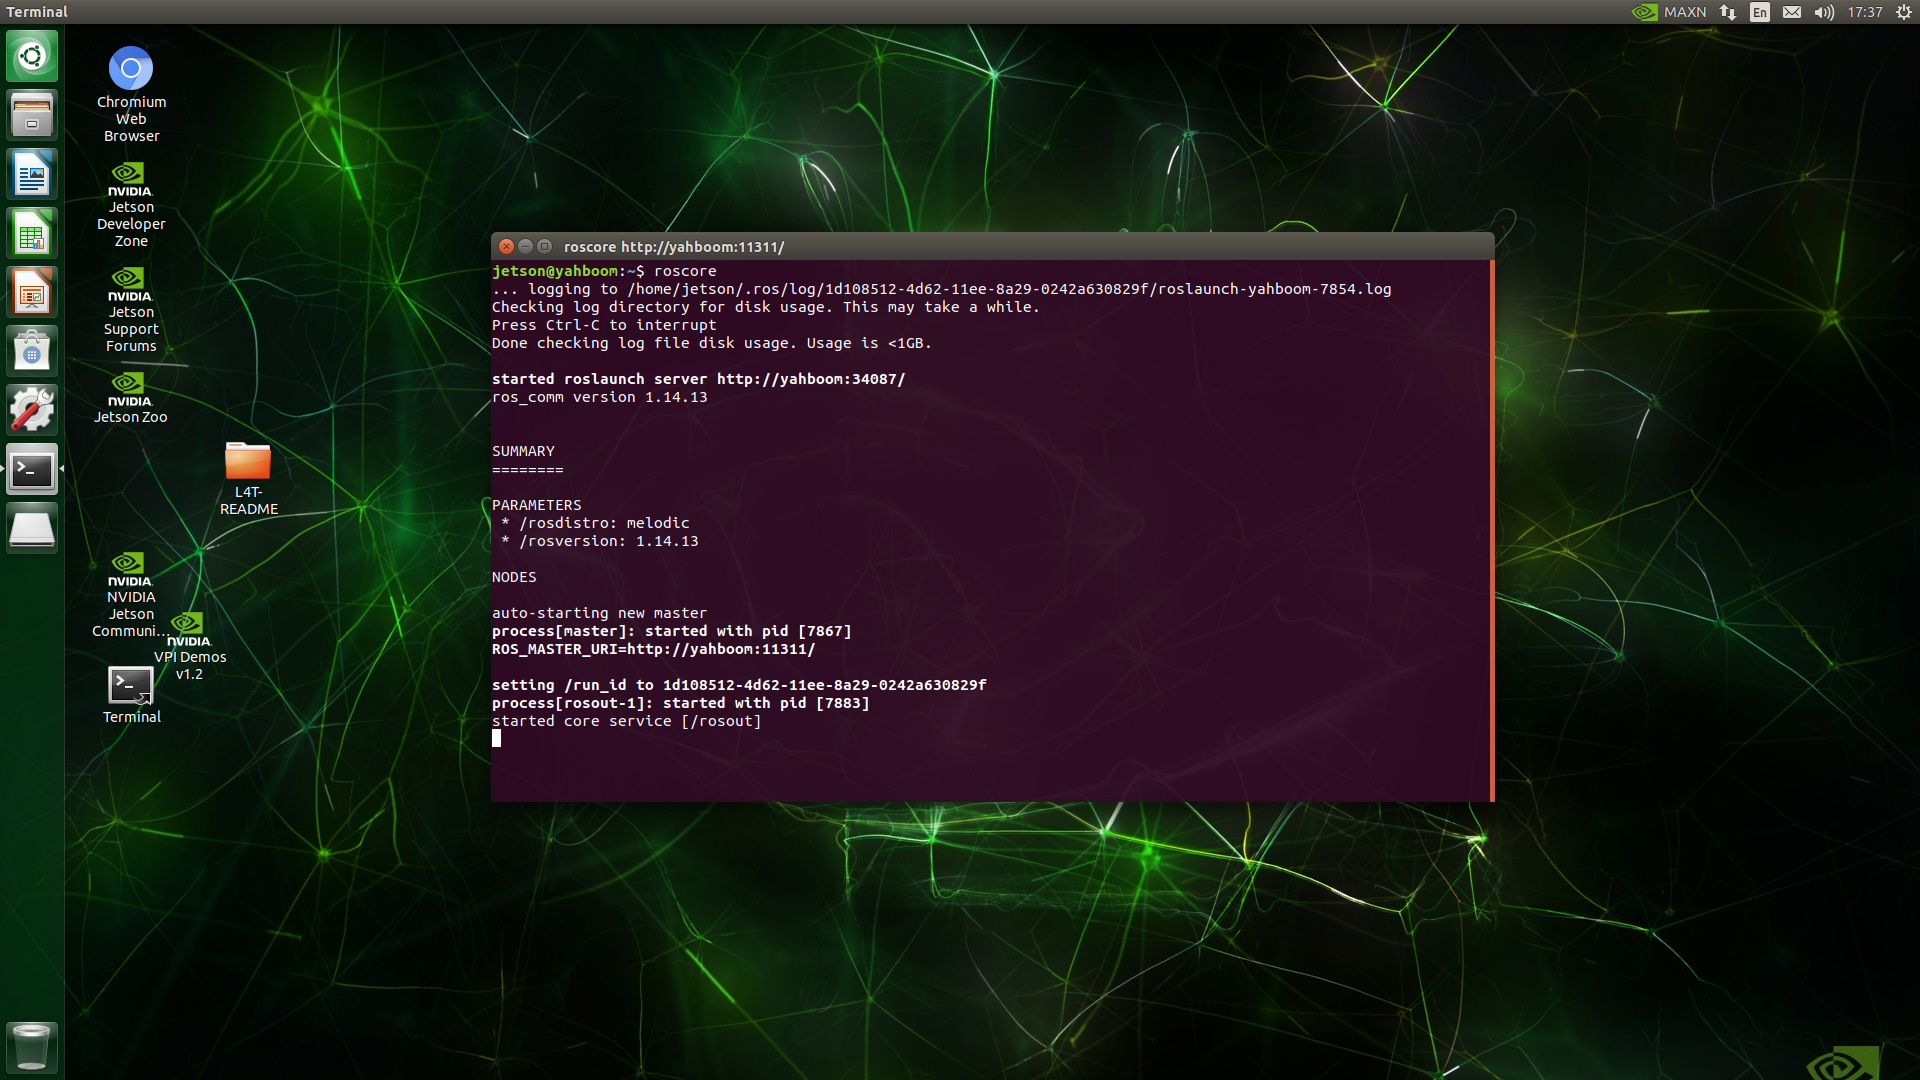 Terminal
MAXN
En
17:37
Chromium
Web
Browser
NVIDIA.
Jetson
Developer
Zone
NVIDIA.
Jetson
Support
Forums
NVIDIA.
Jetson Zoo
L4T-
README
NVIDIA.
NVIDIA
Jetson
Communi...
NVIDIA.
VPI Demos
v1.2
>_
Terminal
roscore http://yahboom:11311/
jetson@yahboom:~$ roscore
... logging to /home/jetson/.ros/log/1d108512-4d62-11ee-8a29-0242a630829f/roslaunch-yahboom-7854.log
Checking log directory for disk usage. This may take a while.
Press Ctrl-C to interrupt
Done checking log file disk usage. Usage is <1GB.
started roslaunch server http://yahboom:34087/
ros_comm version 1.14.13
SUMMARY
========
PARAMETERS
 * /rosdistro: melodic
 * /rosversion: 1.14.13
NODES
auto-starting new master
process[master]: started with pid [7867]
ROS_MASTER_URI=http://yahboom:11311/
setting /run_id to 1d108512-4d62-11ee-8a29-0242a630829f
process[rosout-1]: started with pid [7883]
started core service [/rosout]